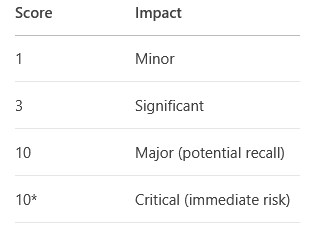 Score Impact
1 Minor
3 Significant
10 Major (potential recall)
10* Critical (immediate risk)